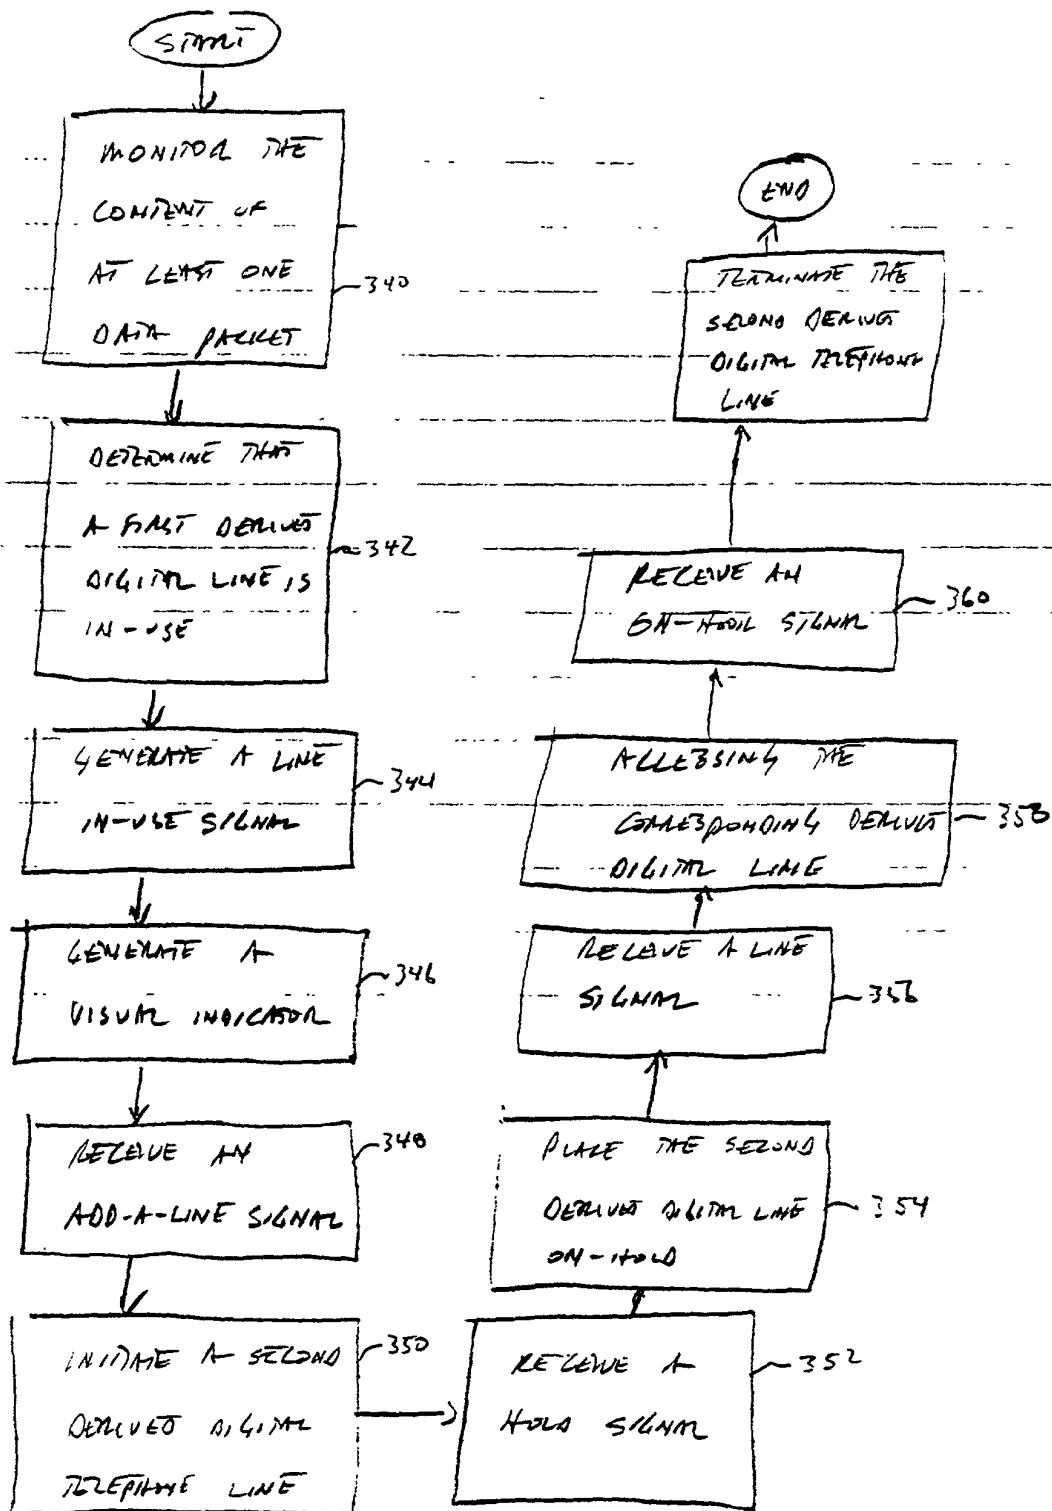 START
MONITOR THE
CONTENT OF
AT LEAST ONE
DATA PACKET
340
DETERMINE THAT
A FIRST DERIVED
DIGITAL LINE IS
IN-USE
342
GENERATE A LINE
IN-USE SIGNAL
344
GENERATE A
VISUAL INDICATOR
346
RECEIVE AN
ADD-A-LINE SIGNAL
348
INITIATE A SECOND
DERIVED DIGITAL
TELEPHONE LINE
350
RECEIVE A
HOLD SIGNAL
352
PLACE THE SECOND
DERIVED DIGITAL LINE
ON-HOLD
354
RECEIVE A LINE
SIGNAL
356
ACCESSING THE
CORRESPONDING DERIVED
DIGITAL LINE
358
RECEIVE AN
ON-HOOK SIGNAL
360
TERMINATE THE
SECOND DERIVED
DIGITAL TELEPHONE
LINE
END